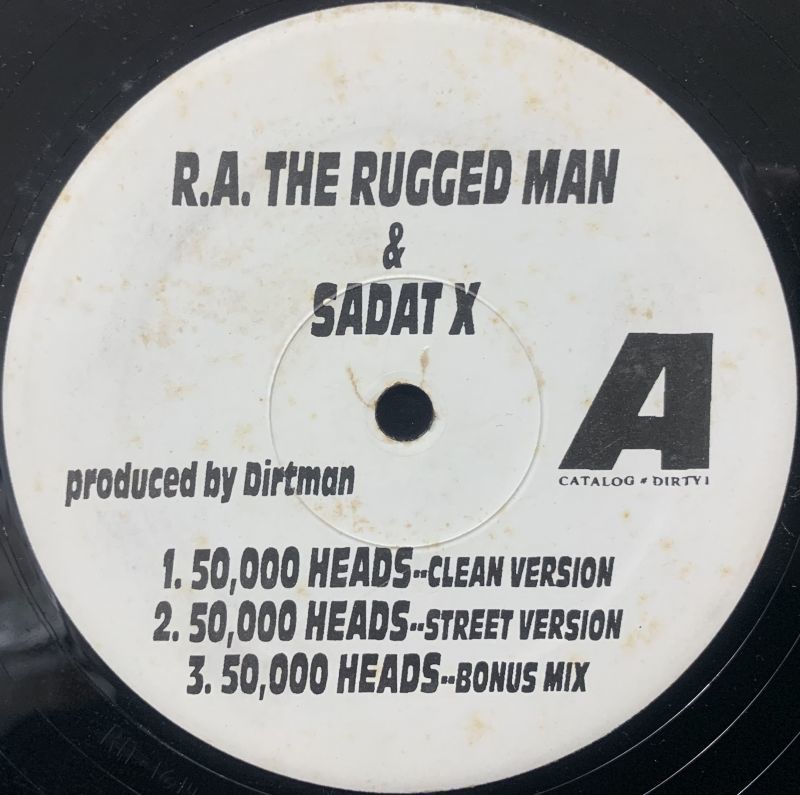 R.A. THE RUGGED MAN
&
SADAT X
A
CATALOG # DIRTY1
produced by Dirtman
1. 50,000 HEADS--CLEAN VERSION
2. 50,000 HEADS--STREET VERSION
3. 50,000 HEADS--BONUS MIX